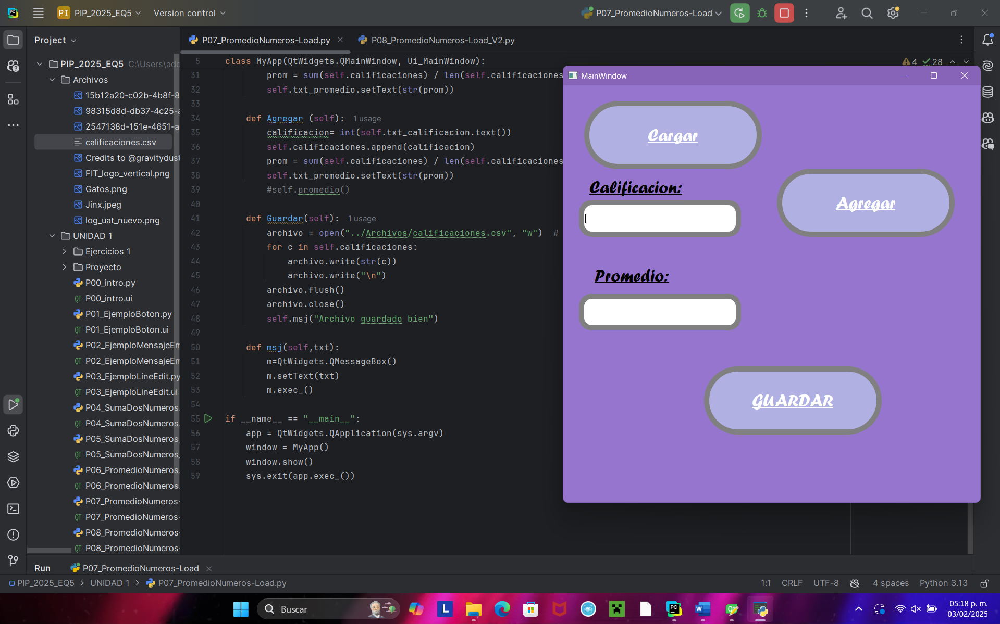 PI PIP_2025_EQ5 Version control P07_PromedioNumeros-Load
Project
PIP_2025_EQ5 C:\Users\ade
Archivos
15b12a20-c02b-4b8f-8
98315d8d-db37-4c25-a
2547138d-151e-4651-a
calificaciones.csv
Credits to @gravitydust
FIT_logo_vertical.png
Gatos.png
Jinx.jpeg
log_uat_nuevo.png
UNIDAD 1
Ejercicios 1
Proyecto
P00_intro.py
P00_intro.ui
P01_EjemploBoton.py
P01_EjemploBoton.ui
P02_EjemploMensajeEm
P02_EjemploMensajeEm
P03_EjemploLineEdit.py
P03_EjemploLineEdit.ui
P04_SumaDosNumeros
P04_SumaDosNumeros
P05_SumaDosNumeros_
P05_SumaDosNumeros_
P06_PromedioNumeros
P06_PromedioNumeros
P07_PromedioNumeros-
P07_PromedioNumeros-
P08_PromedioNumeros-
P08_PromedioNumeros-
P07_PromedioNumeros-Load.py P08_PromedioNumeros-Load_V2.py
4 28
5 class MyApp(QtWidgets.QMainWindow, Ui_MainWindow):
31 prom = sum(self.calificaciones) / len(self.calificaciones
32 self.txt_promedio.setText(str(prom))
33
34 def Agregar (self): 1 usage
35 calificacion= int(self.txt_calificacion.text())
36 self.calificaciones.append(calificacion)
37 prom = sum(self.calificaciones) / len(self.calificaciones
38 self.txt_promedio.setText(str(prom))
39 #self.promedio()
40
41 def Guardar(self): 1 usage
42 archivo = open("../Archivos/calificaciones.csv", "w") #
43 for c in self.calificaciones:
44 archivo.write(str(c))
45 archivo.write("\n")
46 archivo.flush()
47 archivo.close()
48 self.msj("Archivo guardado bien")
49
50 def msj(self,txt):
51 m=QtWidgets.QMessageBox()
52 m.setText(txt)
53 m.exec_()
54
55 if __name__ == "__main__":
56 app = QtWidgets.QApplication(sys.argv)
57 window = MyApp()
58 window.show()
59 sys.exit(app.exec_())
MainWindow
Cargar
Calificacion:
Agregar
Promedio:
GUARDAR
Run P07_PromedioNumeros-Load
PIP_2025_EQ5 > UNIDAD 1 > P07_PromedioNumeros-Load.py
1:1 CRLF UTF-8 4 spaces Python 3.13
Buscar
05:18 p. m.
03/02/2025